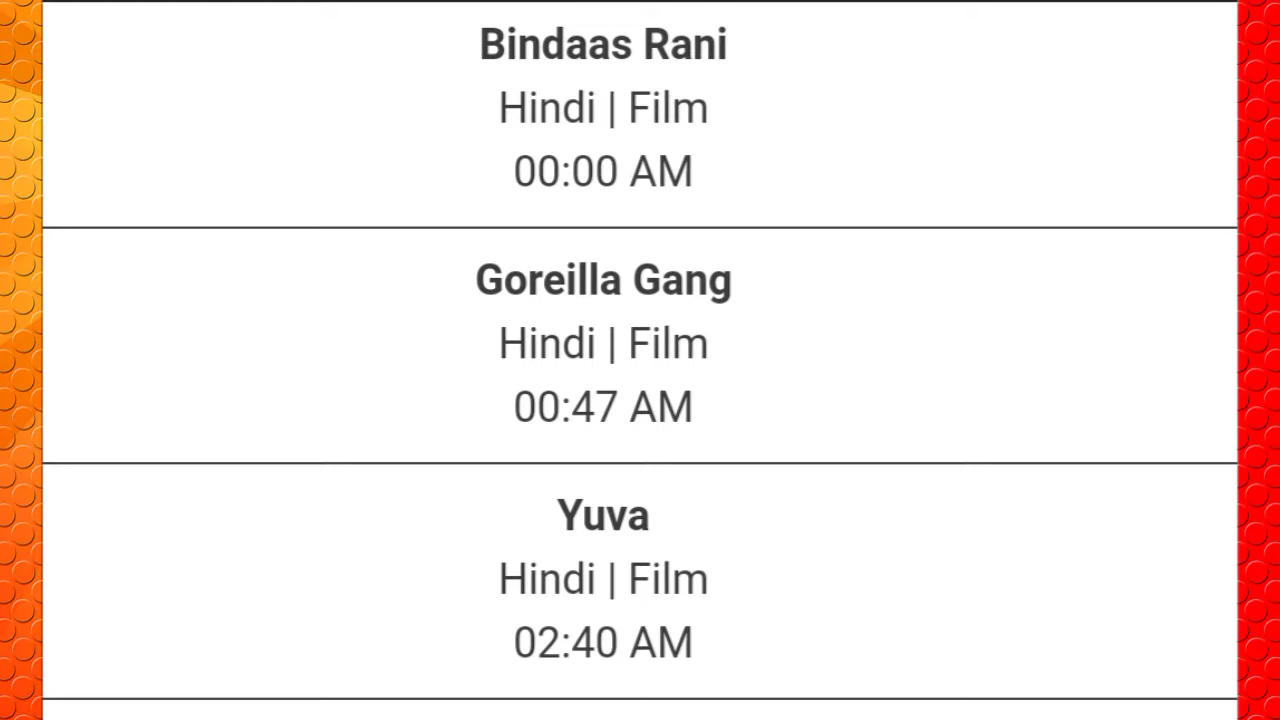 Bindaas Rani
Hindi | Film
00:00 AM
Goreilla Gang
Hindi | Film
00:47 AM
Yuva
Hindi | Film
02:40 AM